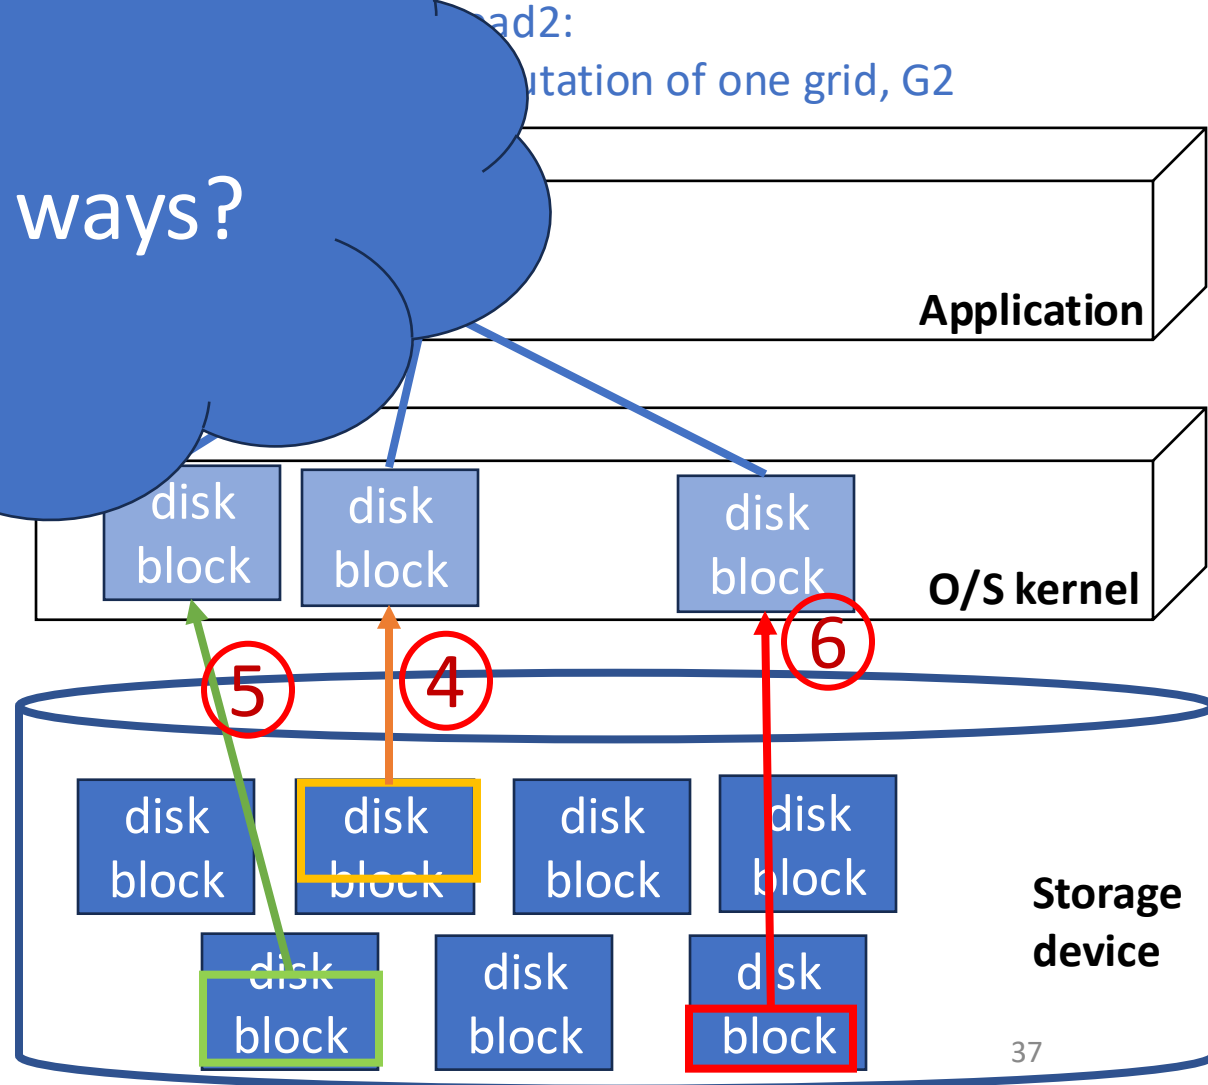 ad2:
utation of one grid, G2
ways?
Application
disk
block
disk
block
disk
block
O/S kernel
5
4
6
disk
block
disk
block
disk
block
disk
block
Storage
device
disk
block
disk
block
disk
block
37